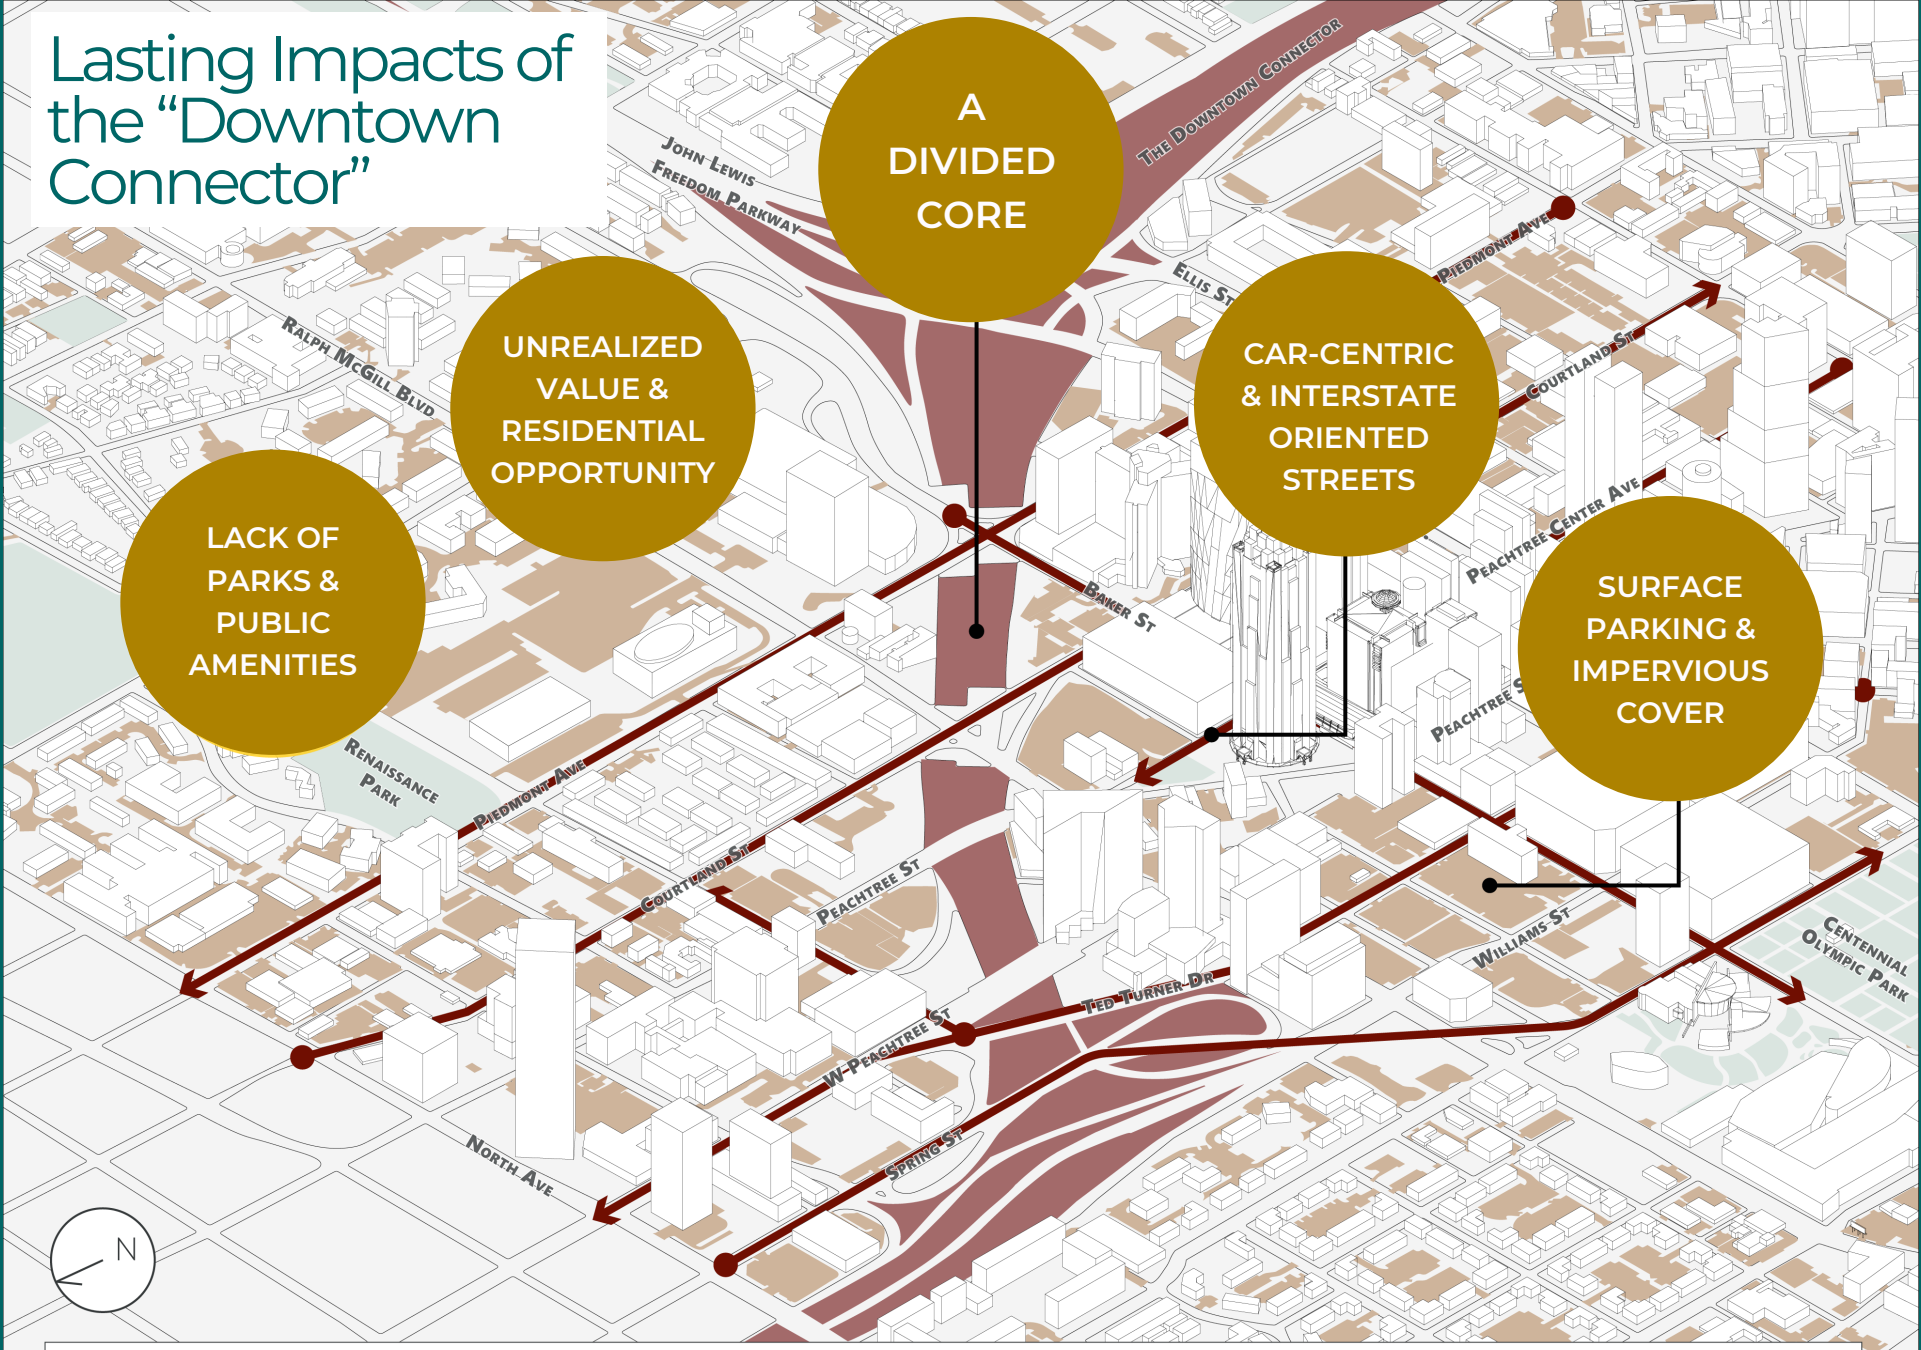 Lasting Impacts of
the “Downtown
Connector”
A
DIVIDED
CORE
THE DOWNTOWN CONNECTOR
JOHN LEWIS
FREEDOM PARKWAY
ELLIS ST
PIEDMONT AVE
COURTLAND ST
RALPH MCGILL BLVD
UNREALIZED
VALUE &
RESIDENTIAL
OPPORTUNITY
CAR-CENTRIC
& INTERSTATE
ORIENTED
STREETS
LACK OF
PARKS &
PUBLIC
AMENITIES
PEACHTREE CENTER AVE
BAKER ST
SURFACE
PARKING &
IMPERVIOUS
COVER
PEACHTREE S
RENAISSANCE
PARK
PIEDMONT AVE
COURTLAND ST
PEACHTREE ST
WILLIAMS ST
CENTENNIAL
OLYMPIC PARK
TED TURNER DR
W PEACHTREE ST
SPRING ST
NORTH AVE
N